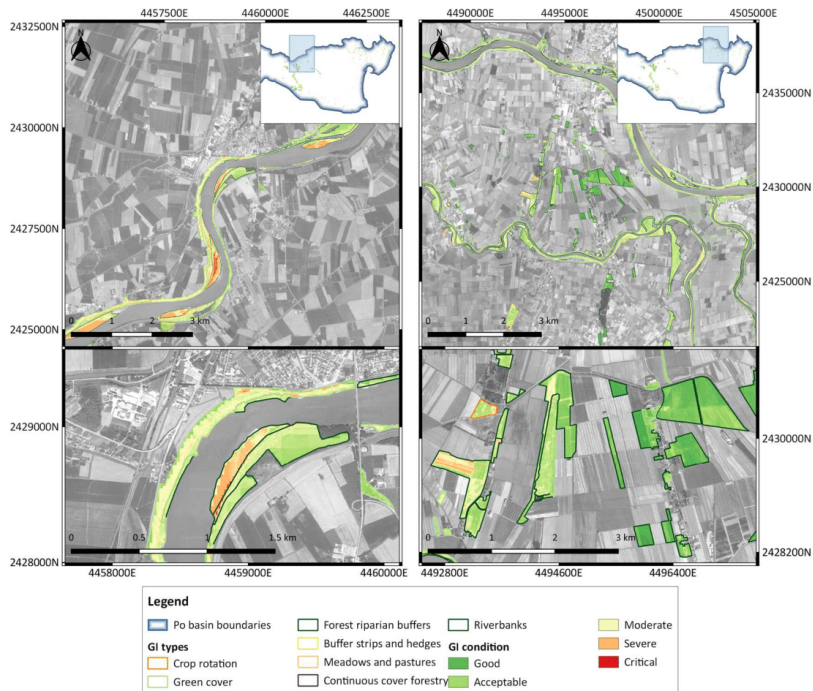 4457500E 4460000E 4462500E
4490000E 4495000E 4500000E 4505000E
2432500N
2430000N
2427500N
2425000N
N
0 1 2 3 km
2435000N
2430000N
2425000N
N
0 1 2 3 km
2429000N
2428000N
0 0.5 1 1.5 km
4458000E 4459000E 4460000E
2430000N
2428200N
0 1 2 3 km
4492800E 4494600E 4496400E
Legend
Po basin boundaries
GI types
Crop rotation
Green cover
Forest riparian buffers
Buffer strips and hedges
Meadows and pastures
Continuous cover forestry
Riverbanks
GI condition
Good
Acceptable
Moderate
Severe
Critical